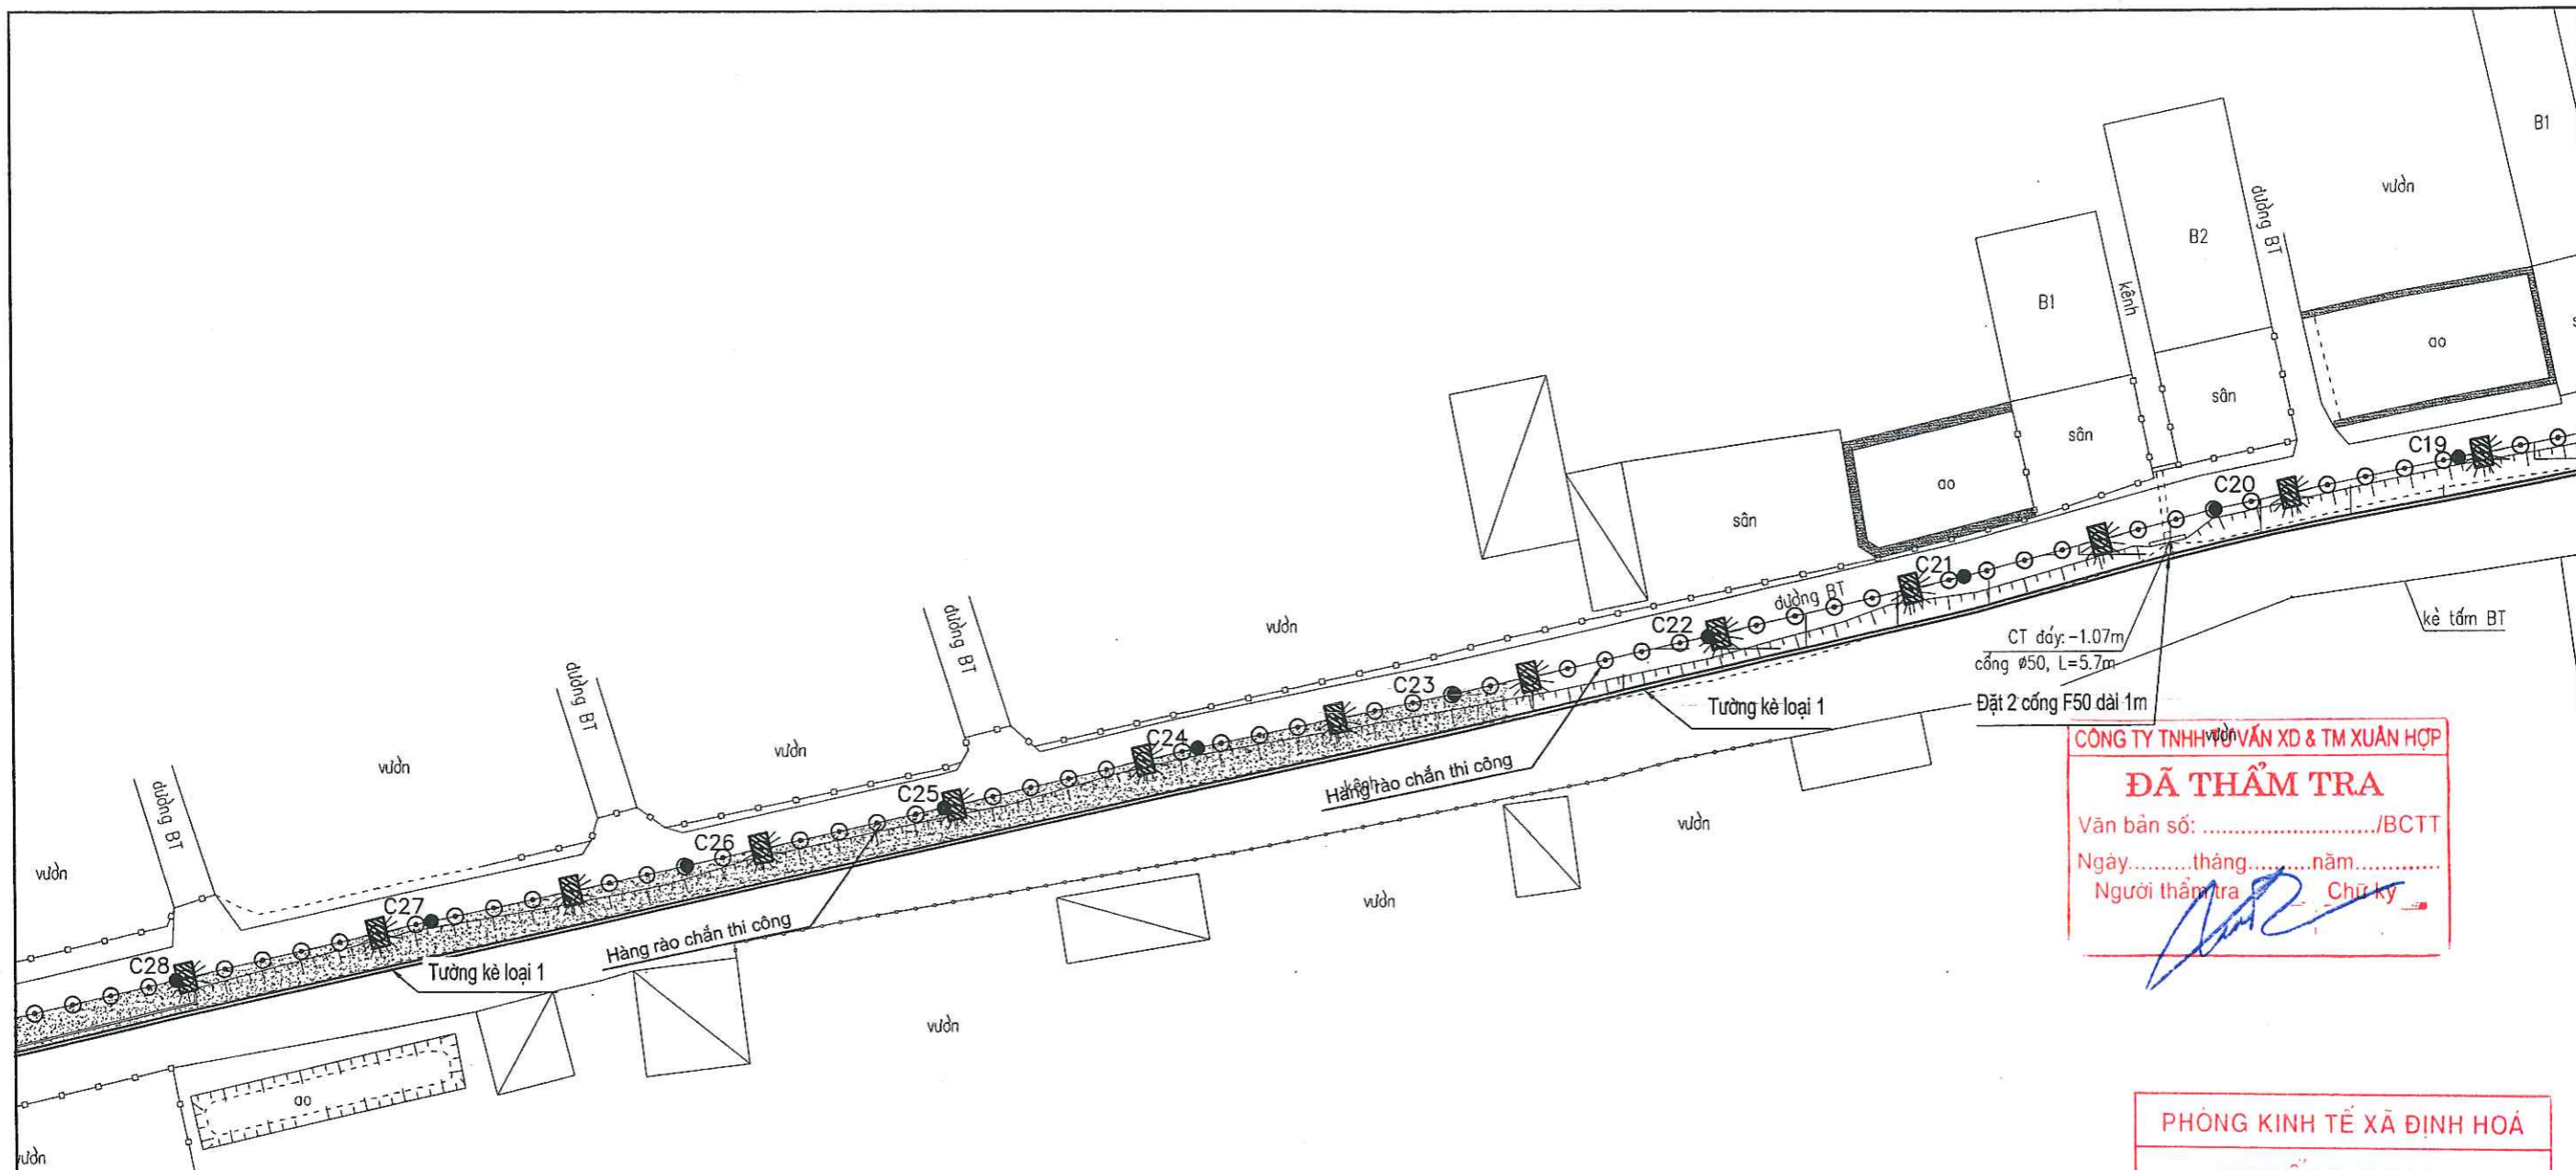 B1
vườn
B2
đường BT
B1
kênh
ao
sân
C19
sân
ao
C20
sân
C21
đường BT
CT đáy: -1.07m
kè tấm BT
cống ø50, L=5.7m
Đặt 2 cống F50 dài 1m
vườn
C22
đường BT
vườn
C23
Tường kè loại 1
đường BT
vườn
C24
kênh
Hàng rào chắn thi công
vườn
đường BT
vườn
C25
vườn
C26
vườn
C27
Hàng rào chắn thi công
Tường kè loại 1
C28
vườn
ao
vườn
CÔNG TY TNHH TƯ VẤN XD & TM XUÂN HỢP
ĐÃ THẨM TRA
Văn bản số: ............................/BCTT
Ngày..........tháng..........năm.............
Người thẩm tra Chữ ký
PHÒNG KINH TẾ XÃ ĐỊNH HOÁ